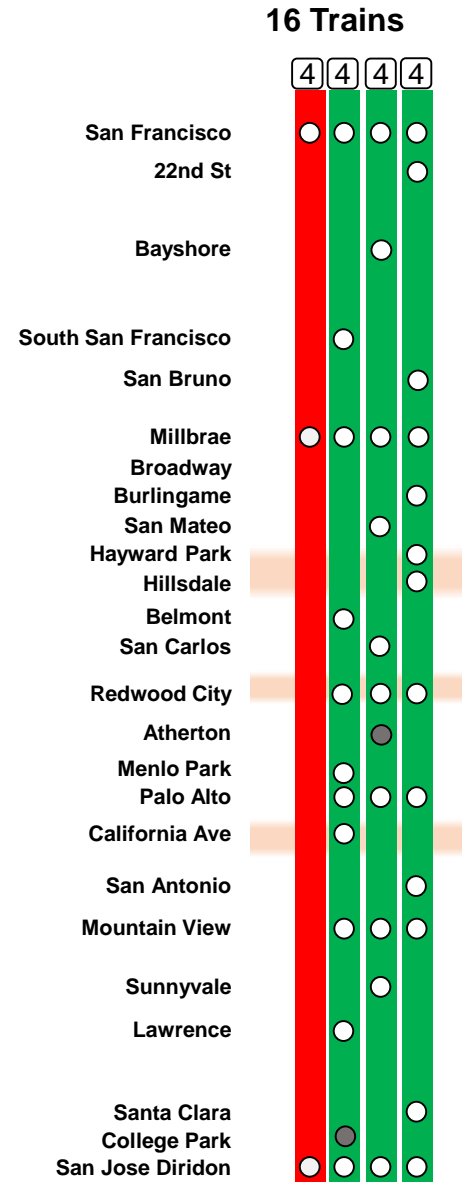 16 Trains
4 4 4 4
San Francisco
22nd St
Bayshore
South San Francisco
San Bruno
Millbrae
Broadway
Burlingame
San Mateo
Hayward Park
Hillsdale
Belmont
San Carlos
Redwood City
Atherton
Menlo Park
Palo Alto
California Ave
San Antonio
Mountain View
Sunnyvale
Lawrence
Santa Clara
College Park
San Jose Diridon